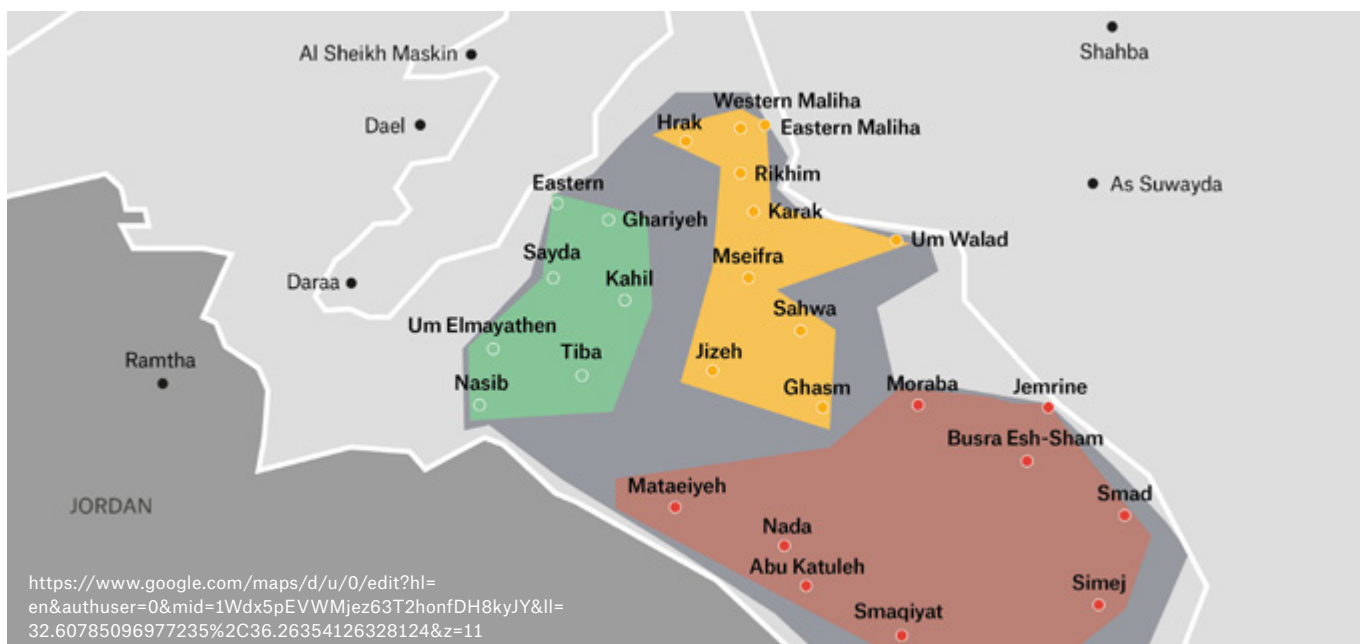 Shahba
Al Sheikh Maskin
Western Maliha
Hrak
Dael
Eastern Maliha
Rikhim
Eastern
As Suwayda
Ghariyeh
Karak
Um Walad
Sayda
Mseifra
Daraa
Kahil
Sahwa
Um Elmayathen
Ramtha
Tiba
Jizeh
Nasib
Ghasm
Moraba
Jemrine
Busra Esh-Sham
Mataeiyeh
Smad
JORDAN
Nada
Abu Katuleh
https://www.google.com/maps/d/u/0/edit?hl=
en&authuser=0&mid=1Wdx5pEVWMjez63T2honfDH8kyJY&ll=
32.60785096977235%2C36.26354126328124&z=11
Simej
Smaqiyat